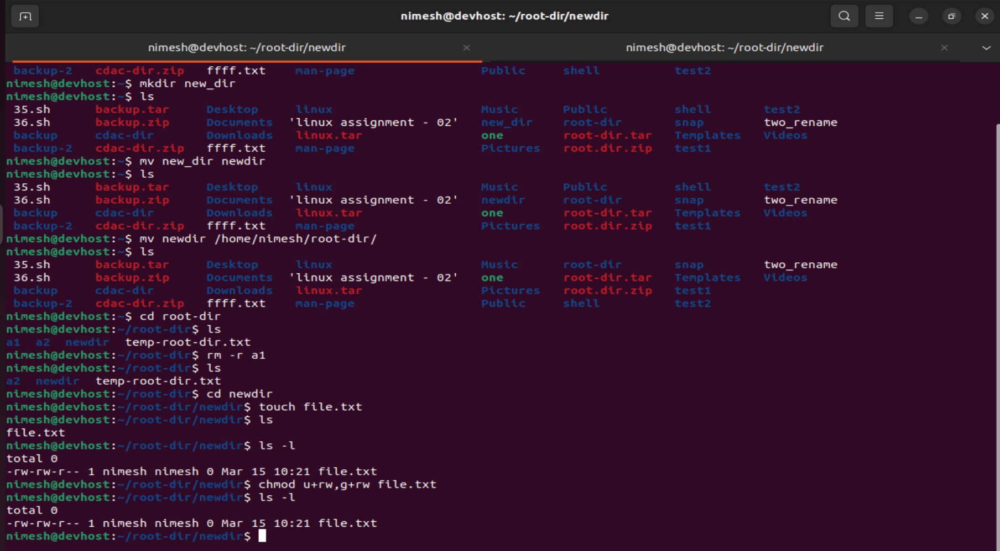 nimesh@devhost: ~/root-dir/newdir
nimesh@devhost: ~/root-dir/newdir nimesh@devhost: ~/root-dir/newdir
backup-2 cdac-dir.zip ffff.txt man-page Public shell test2
nimesh@devhost:~$ mkdir new_dir
nimesh@devhost:~$ ls
35.sh backup.tar Desktop linux Music Public shell test2
36.sh backup.zip Documents 'linux assignment - 02' new_dir root-dir snap two_rename
backup cdac-dir Downloads linux.tar one root-dir.tar Templates Videos
backup-2 cdac-dir.zip ffff.txt man-page Pictures root.dir.zip test1
nimesh@devhost:~$ mv new_dir newdir
nimesh@devhost:~$ ls
35.sh backup.tar Desktop linux Music Public shell test2
36.sh backup.zip Documents 'linux assignment - 02' newdir root-dir snap two_rename
backup cdac-dir Downloads linux.tar one root-dir.tar Templates Videos
backup-2 cdac-dir.zip ffff.txt man-page Pictures root.dir.zip test1
nimesh@devhost:~$ mv newdir /home/nimesh/root-dir/
nimesh@devhost:~$ ls
35.sh backup.tar Desktop linux Music root-dir snap two_rename
36.sh backup.zip Documents 'linux assignment - 02' one root-dir.tar Templates Videos
backup cdac-dir Downloads linux.tar Pictures root.dir.zip test1
backup-2 cdac-dir.zip ffff.txt man-page Public shell test2
nimesh@devhost:~$ cd root-dir
nimesh@devhost:~/root-dir$ ls
a1 a2 newdir temp-root-dir.txt
nimesh@devhost:~/root-dir$ rm -r a1
nimesh@devhost:~/root-dir$ ls
a2 newdir temp-root-dir.txt
nimesh@devhost:~/root-dir$ cd newdir
nimesh@devhost:~/root-dir/newdir$ touch file.txt
nimesh@devhost:~/root-dir/newdir$ ls
file.txt
nimesh@devhost:~/root-dir/newdir$ ls -l
total 0
-rw-rw-r-- 1 nimesh nimesh 0 Mar 15 10:21 file.txt
nimesh@devhost:~/root-dir/newdir$ chmod u+rw,g+rw file.txt
nimesh@devhost:~/root-dir/newdir$ ls -l
total 0
-rw-rw-r-- 1 nimesh nimesh 0 Mar 15 10:21 file.txt
nimesh@devhost:~/root-dir/newdir$